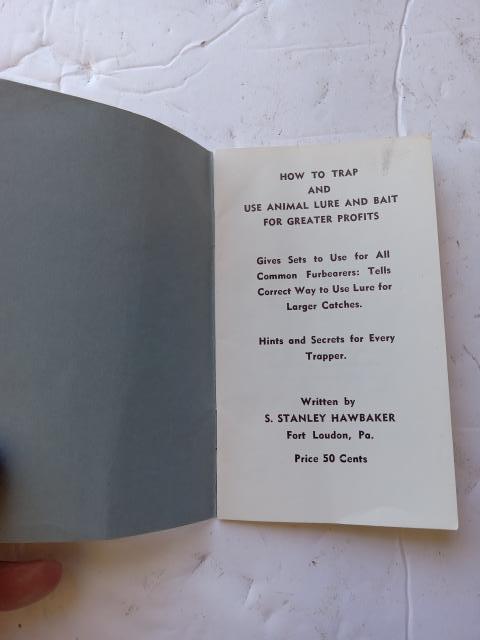 HOW TO TRAP
AND
USE ANIMAL LURE AND BAIT
FOR GREATER PROFITS
Gives Sets to Use for All
Common Furbearers: Tells
Correct Way to Use Lure for
Larger Catches.
Hints and Secrets for Every
Trapper.
Written by
S. STANLEY HAWBAKER
Fort Loudon, Pa.
Price 50 Cents